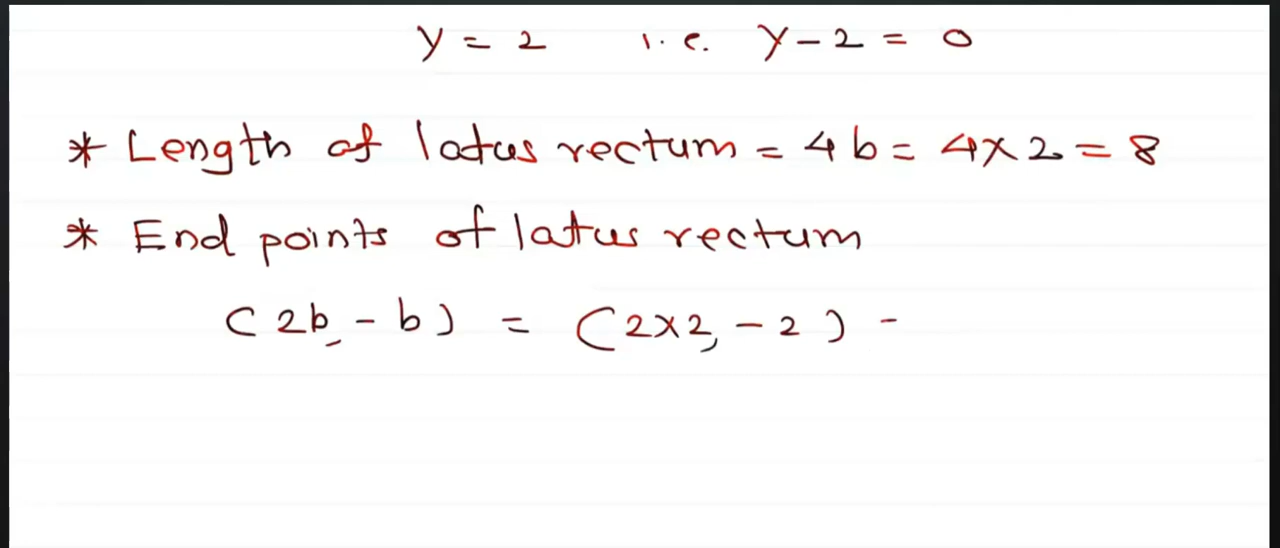 y = 2 i.e. y - 2 = 0
* Length of latus rectum = 4b = 4×2 = 8
* End points of latus rectum
(2b, -b) = (2×2, -2) -